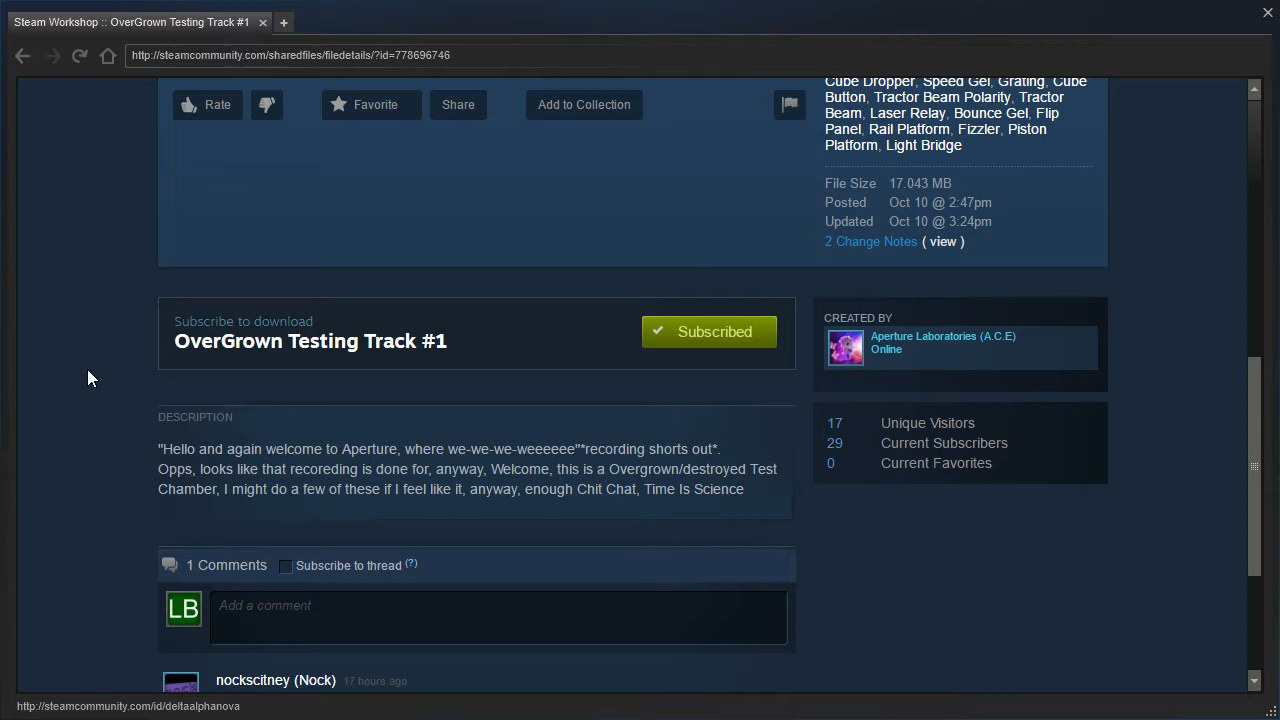 Steam Workshop :: OverGrown Testing Track #1
http://steamcommunity.com/sharedfiles/filedetails/?id=778696746
Rate
Favorite
Share
Add to Collection
Cube Dropper, Speed Gel, Grating, Cube
Button, Tractor Beam Polarity, Tractor
Beam, Laser Relay, Bounce Gel, Flip
Panel, Rail Platform, Fizzler, Piston
Platform, Light Bridge
File Size 17.043 MB
Posted Oct 10 @ 2:47pm
Updated Oct 10 @ 3:24pm
2 Change Notes ( view )
Subscribe to download
OverGrown Testing Track #1
Subscribed
CREATED BY
Aperture Laboratories (A.C.E)
Online
17 Unique Visitors
29 Current Subscribers
0 Current Favorites
DESCRIPTION
"Hello and again welcome to Aperture, where we-we-we-weeeeee"*recording shorts out*.
Opps, looks like that recoreding is done for, anyway, Welcome, this is a Overgrown/destroyed Test
Chamber, I might do a few of these if I feel like it, anyway, enough Chit Chat, Time Is Science
1 Comments
Subscribe to thread (?)
LB
Add a comment
nockscitney (Nock) 17 hours ago
http://steamcommunity.com/id/deltaalphanova